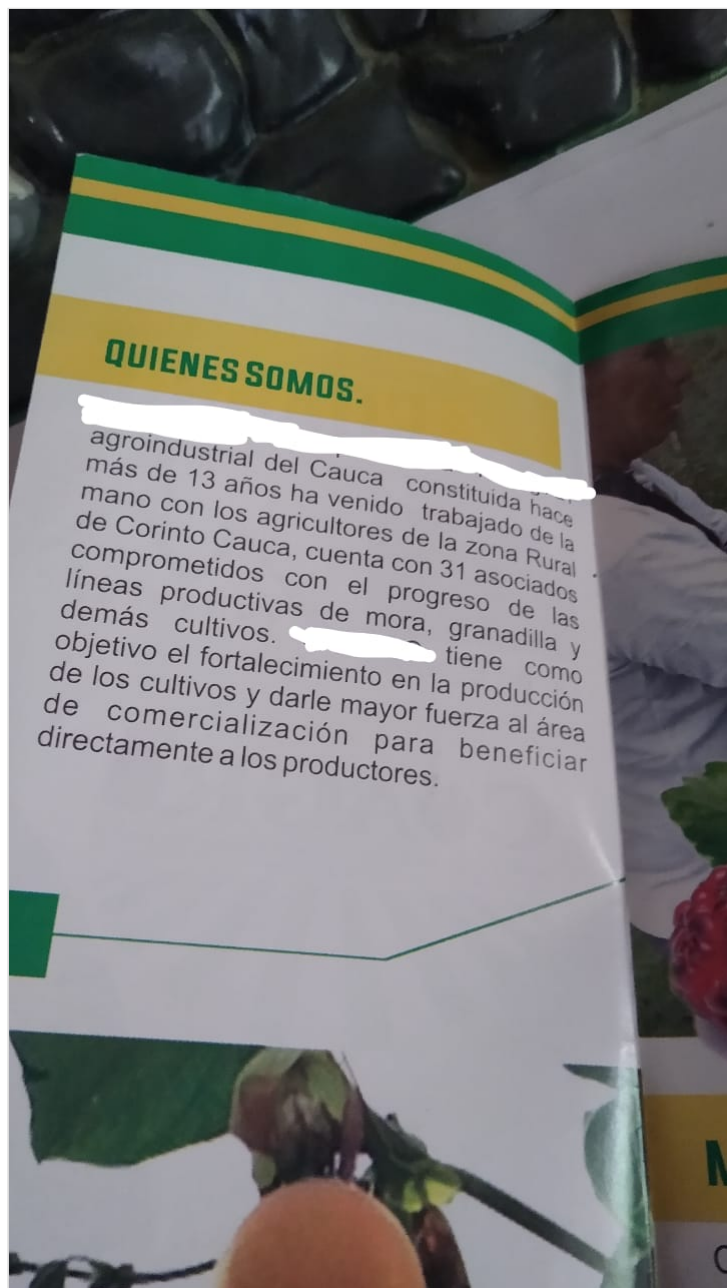 QUIENES SOMOS.
agroindustrial del Cauca constituida hace
más de 13 años ha venido trabajado de la
mano con los agricultores de la zona Rural
de Corinto Cauca, cuenta con 31 asociados
comprometidos con el progreso de las
líneas productivas de mora, granadilla y
demás cultivos. tiene como
objetivo el fortalecimiento en la producción
de los cultivos y darle mayor fuerza al área
de comercialización para beneficiar
directamente a los productores.